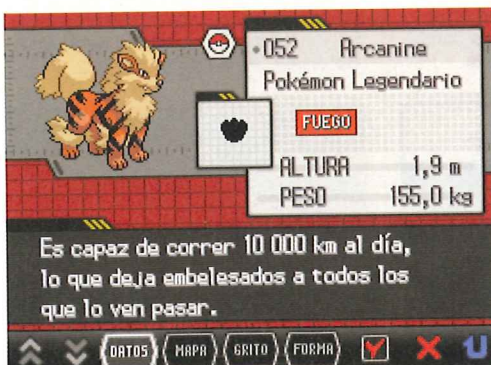 052 Arcanine
Pokémon Legendario
FUEGO
ALTURA 1,9 m
PESO 155,0 kg
Es capaz de correr 10 000 km al día,
lo que deja embelesados a todos los
que lo ven pasar.
DATOS MAPA GRITO FORMA